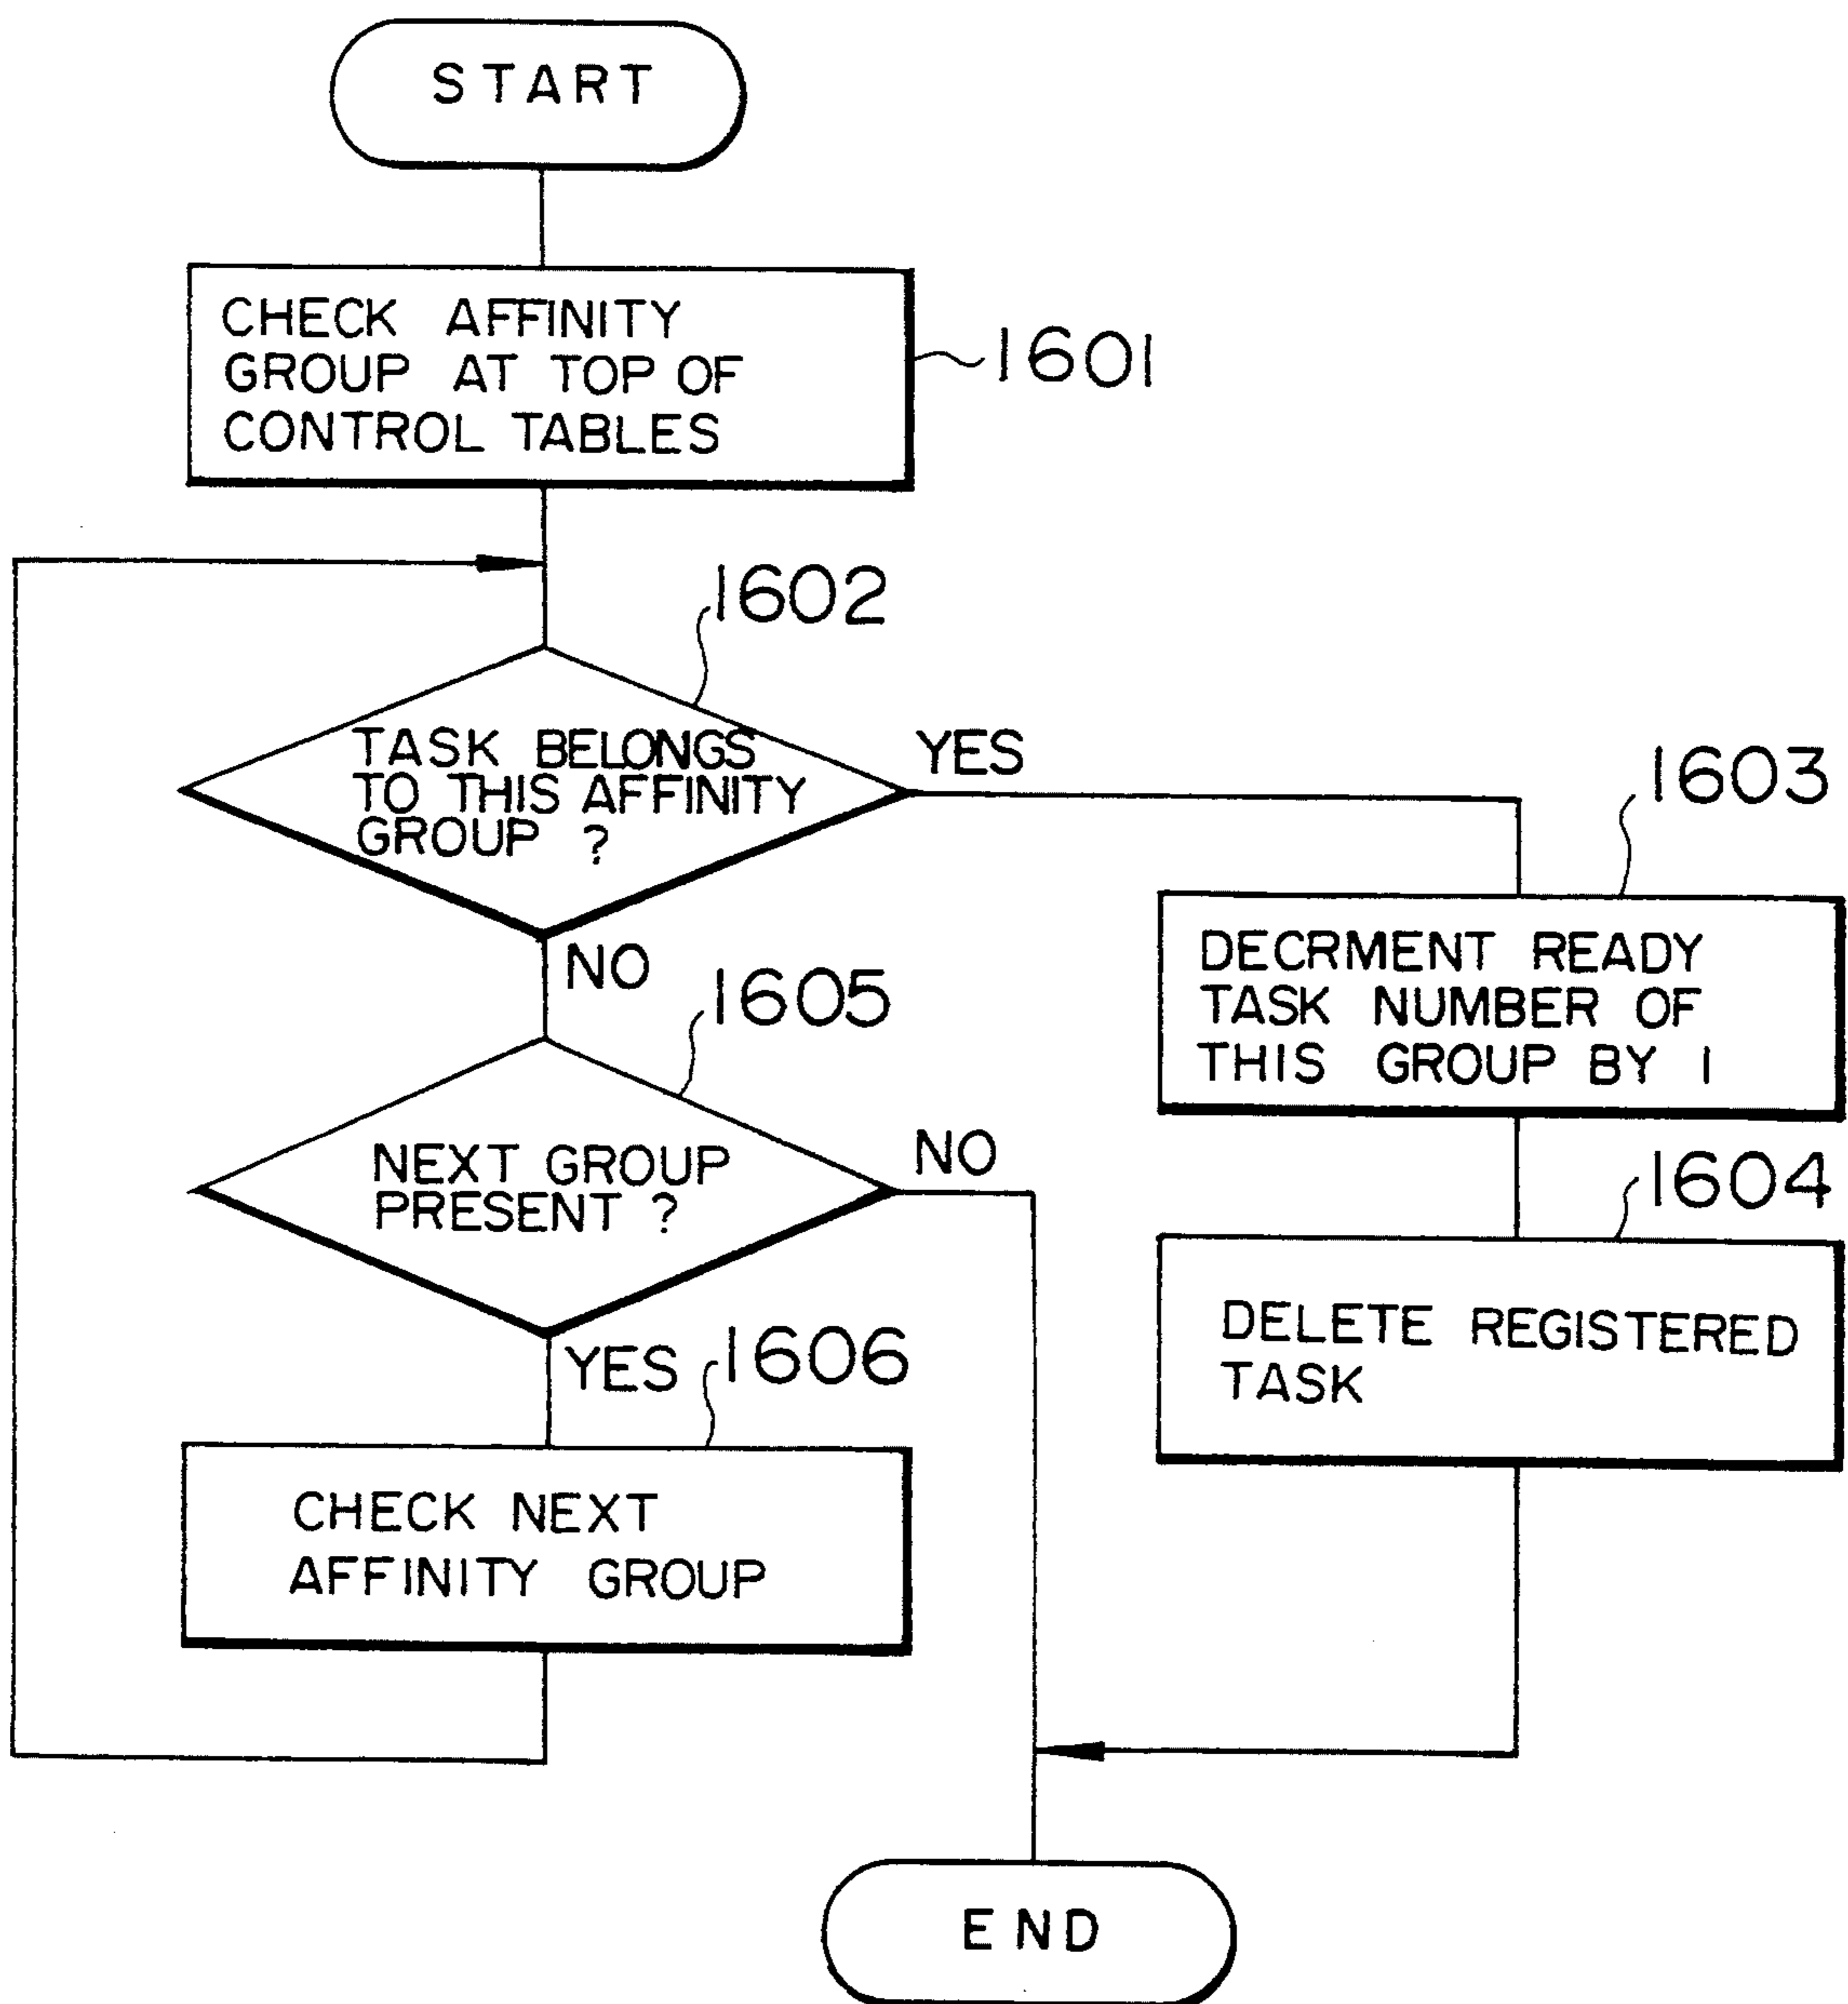 START
CHECK AFFINITY
GROUP AT TOP OF
CONTROL TABLES
1601
1602
TASK BELONGS
TO THIS AFFINITY
GROUP ?
YES
NO
1603
DECRMENT READY
TASK NUMBER OF
THIS GROUP BY 1
1604
DELETE REGISTERED
TASK
1605
NEXT GROUP
PRESENT ?
NO
YES
1606
CHECK NEXT
AFFINITY GROUP
END